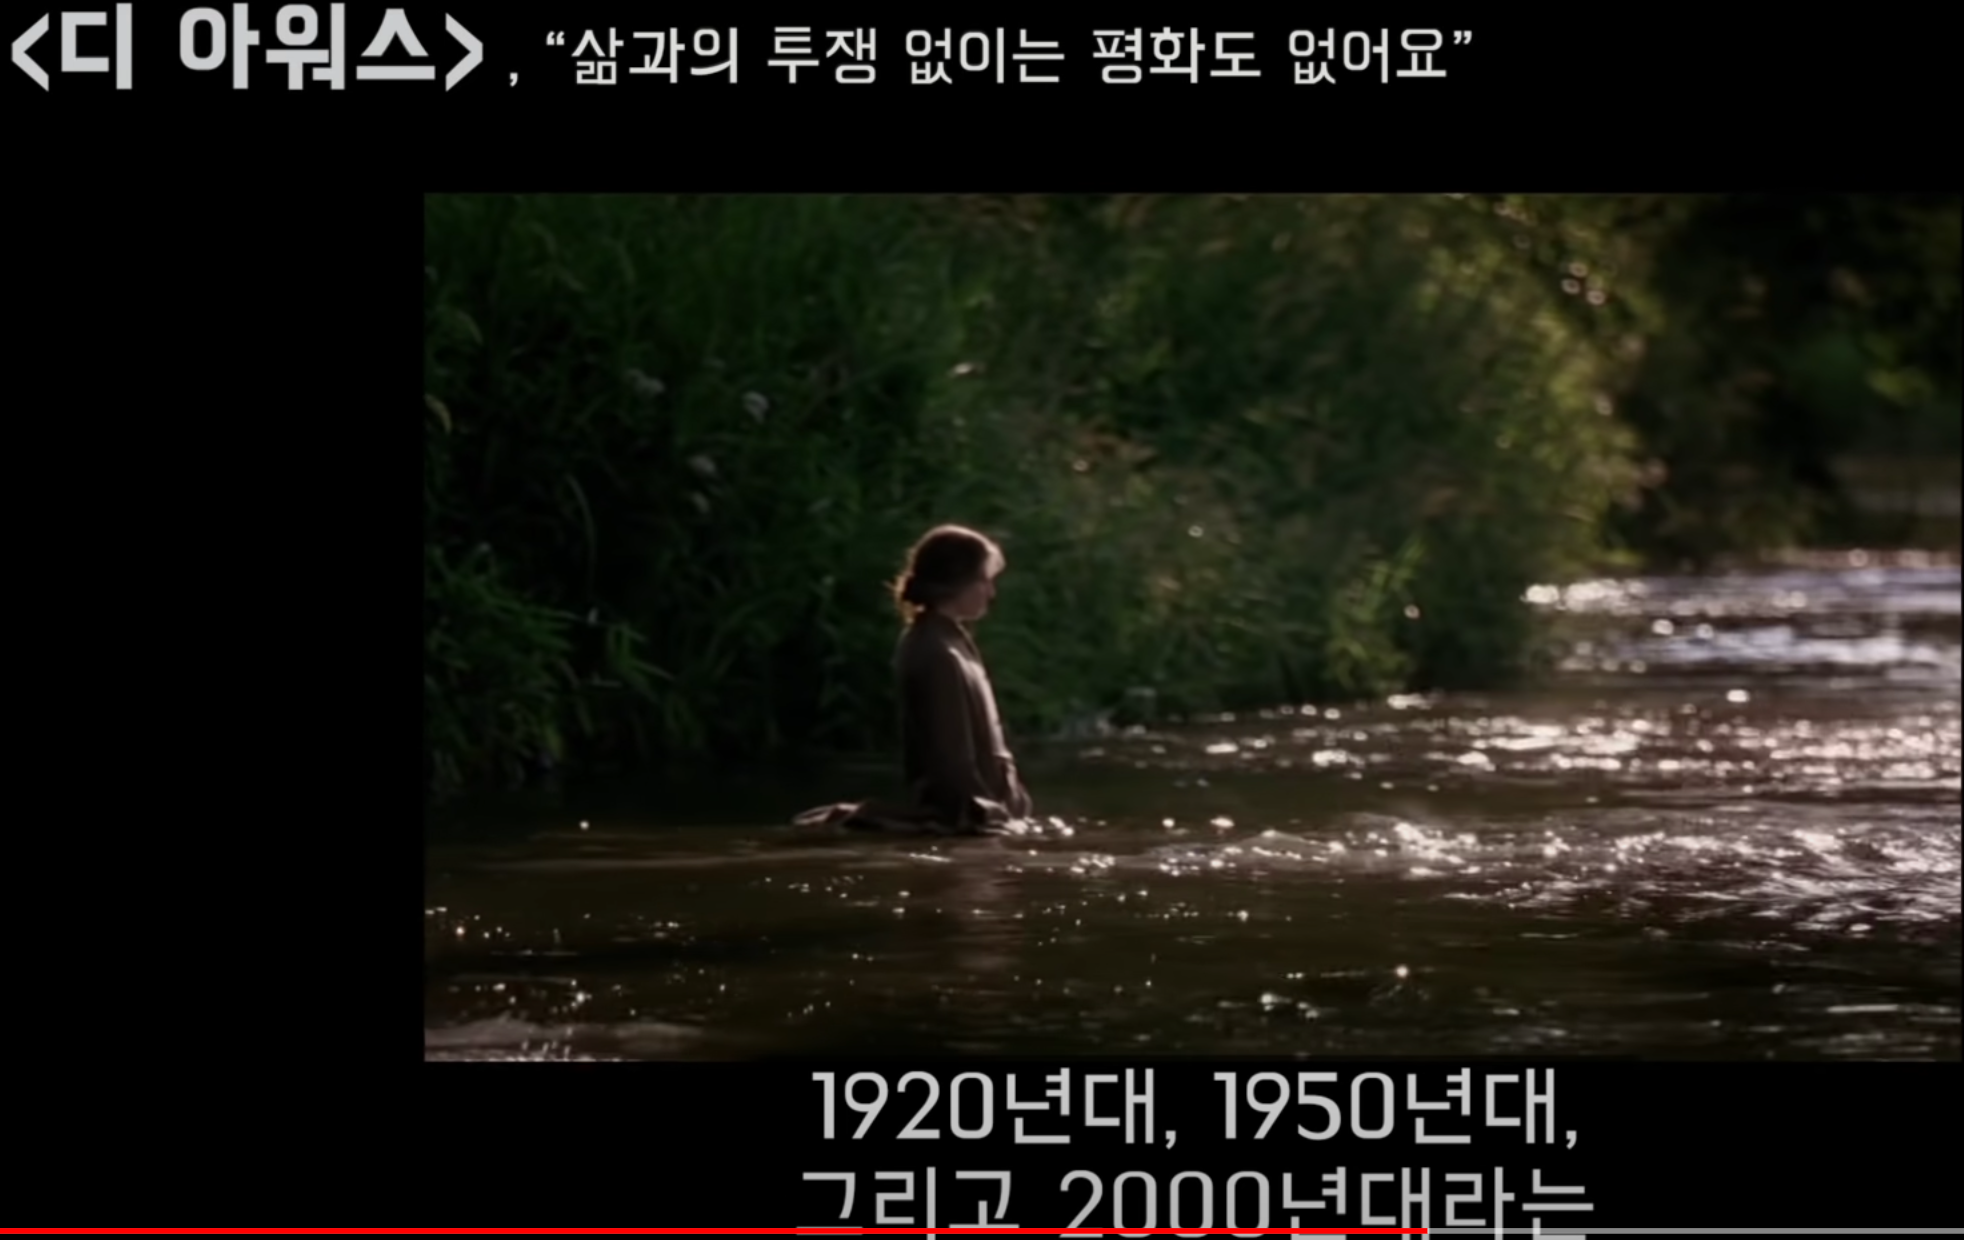 <디 아워스> , “삶과의 투쟁 없이는 평화도 없어요”
1920년대, 1950년대,
그리고 2000년대라는